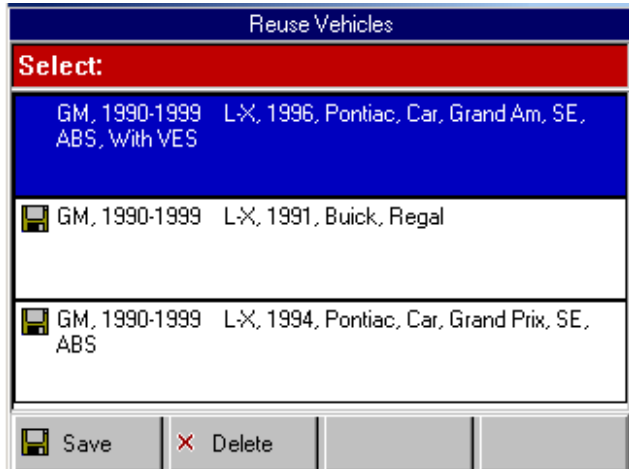 Reuse Vehicles
Select:
GM, 1990-1999 L-X, 1996, Pontiac, Car, Grand Am, SE,
ABS, With VES
GM, 1990-1999 L-X, 1991, Buick, Regal
GM, 1990-1999 L-X, 1994, Pontiac, Car, Grand Prix, SE,
ABS
Save Delete